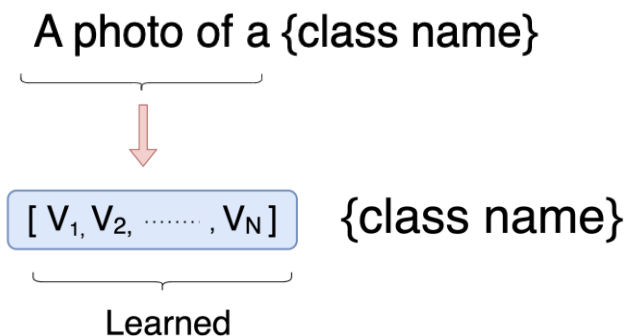 A photo of a {class name}
[ V1, V2, ........ , VN ] {class name}
Learned